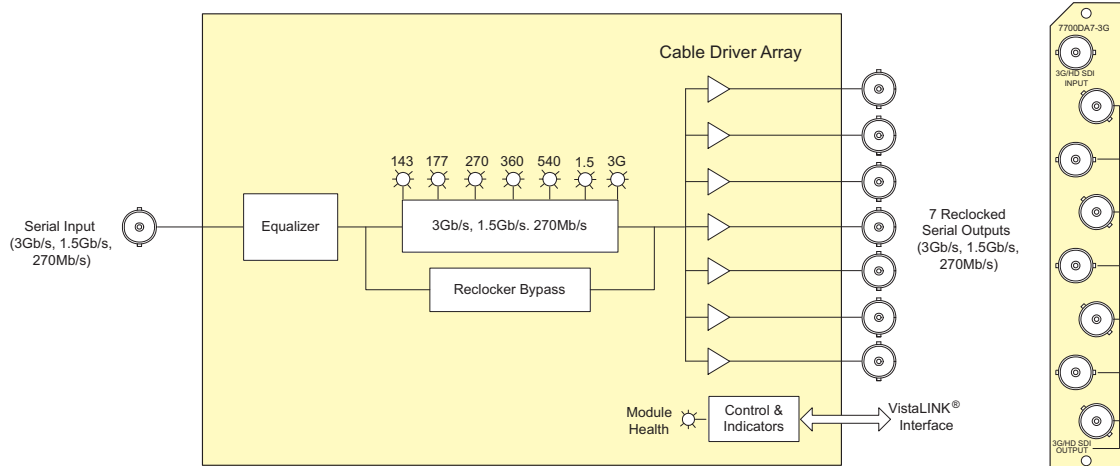 Cable Driver Array
143 177 270 360 540 1.5 3G
Serial Input
(3Gb/s, 1.5Gb/s,
270Mb/s)
Equalizer
3Gb/s, 1.5Gb/s. 270Mb/s
Reclocker Bypass
7 Reclocked
Serial Outputs
(3Gb/s, 1.5Gb/s,
270Mb/s)
Module
Health
Control &
Indicators
VistaLINK®
Interface
7700DA7-3G
3G/HD SDI
INPUT
3G/HD SDI
OUTPUT